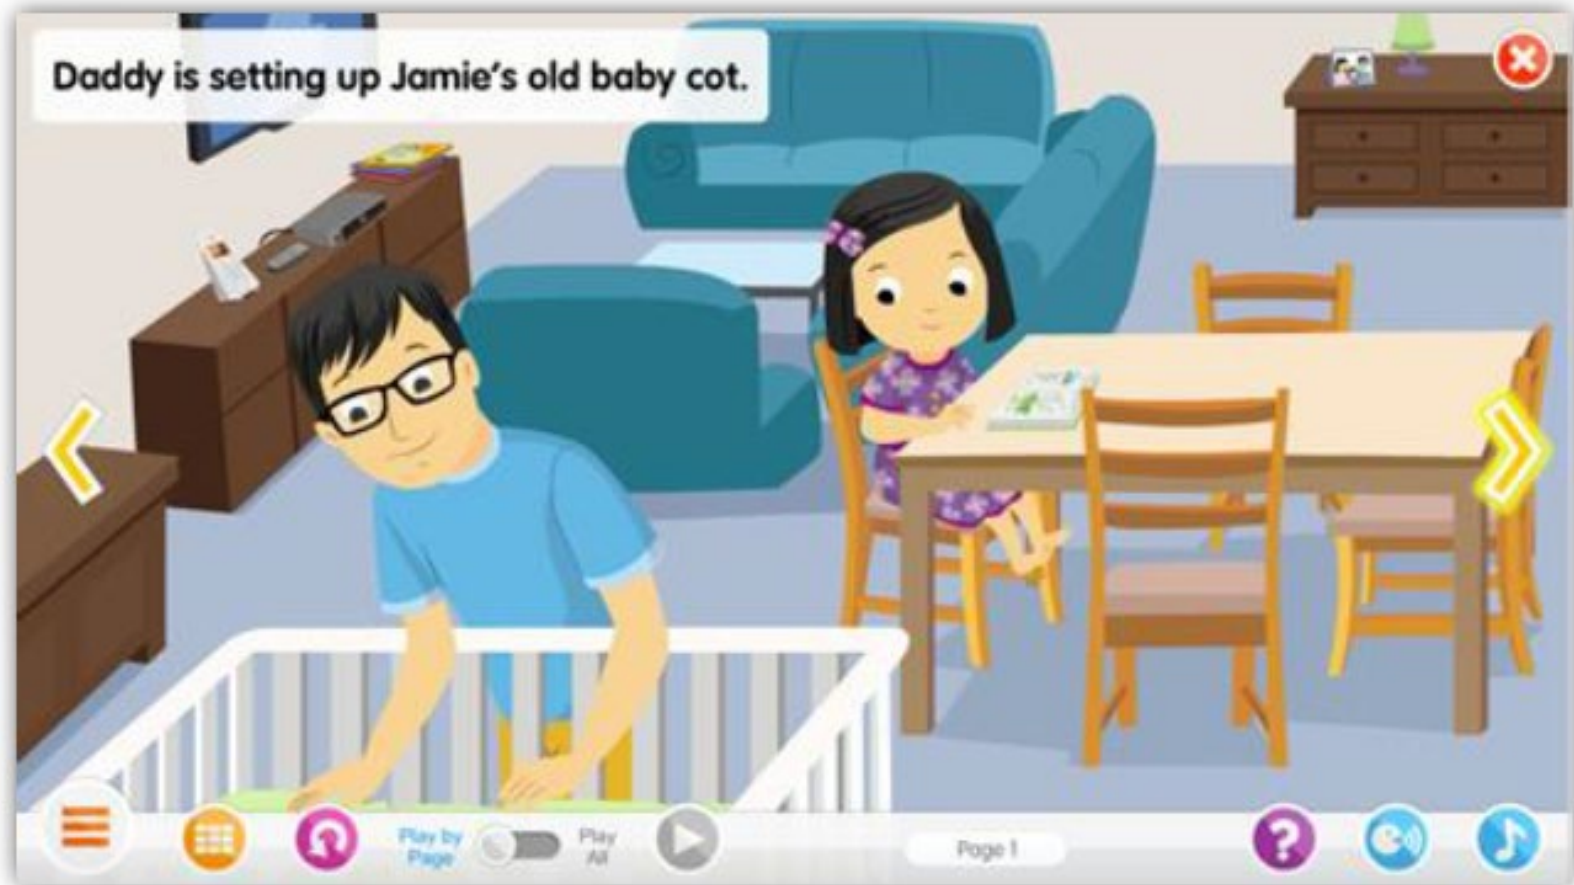 Daddy is setting up Jamie's old baby cot.
Play by
Page
Play
All
Page 1
?